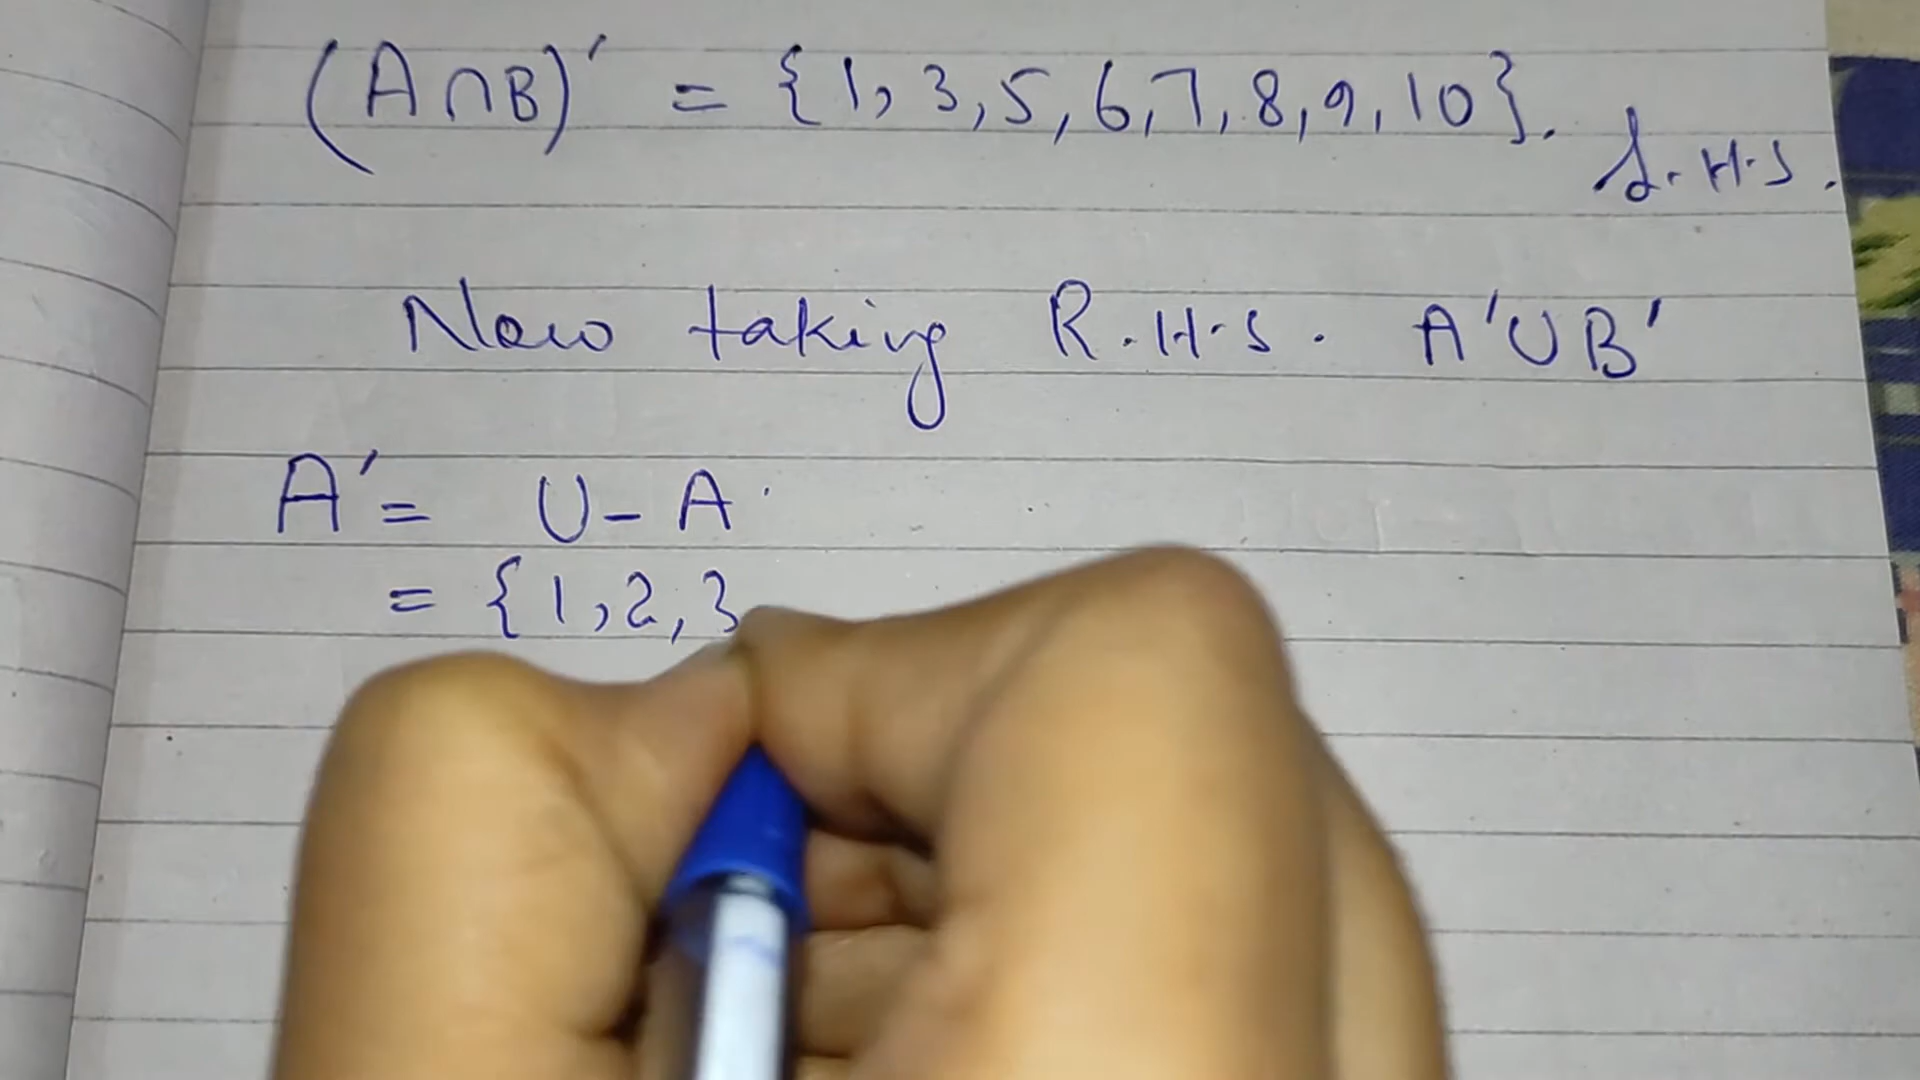 (A∩B)' = {1, 3, 5, 6, 7, 8, 9, 10}.
L.H.S.
Now taking R.H.S. A'∪B'
A' = U - A
= {1, 2, 3